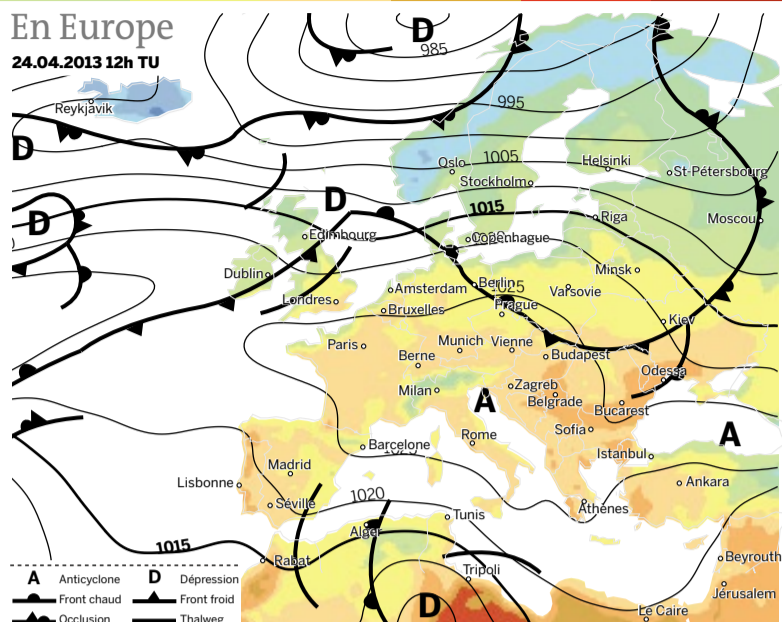 En Europe
24.04.2013 12h TU
D
985
Reykjavik
995
D
Oslo
1005
Helsinki
St-Pétersbourg
Stockholm
D
1015
Riga
Moscou
D
Edimbourg
Copenhague
Dublin
Minsk
Amsterdam
Berlin
1025
Varsovie
Londres
Bruxelles
Prague
Kiev
Paris
Munich
Vienne
Berne
Budapest
Odessa
Milan
Zagreb
Belgrade
A
Bucarest
Sofia
A
Rome
Barcelone
Istanbul
Madrid
Lisbonne
Ankara
1020
Séville
Athènes
Tunis
Alger
1015
Rabat
Beyrouth
Tripoli
Jérusalem
D
Le Caire
A Anticyclone D Dépression
Front chaud Front froid
Occlusion Thalweg